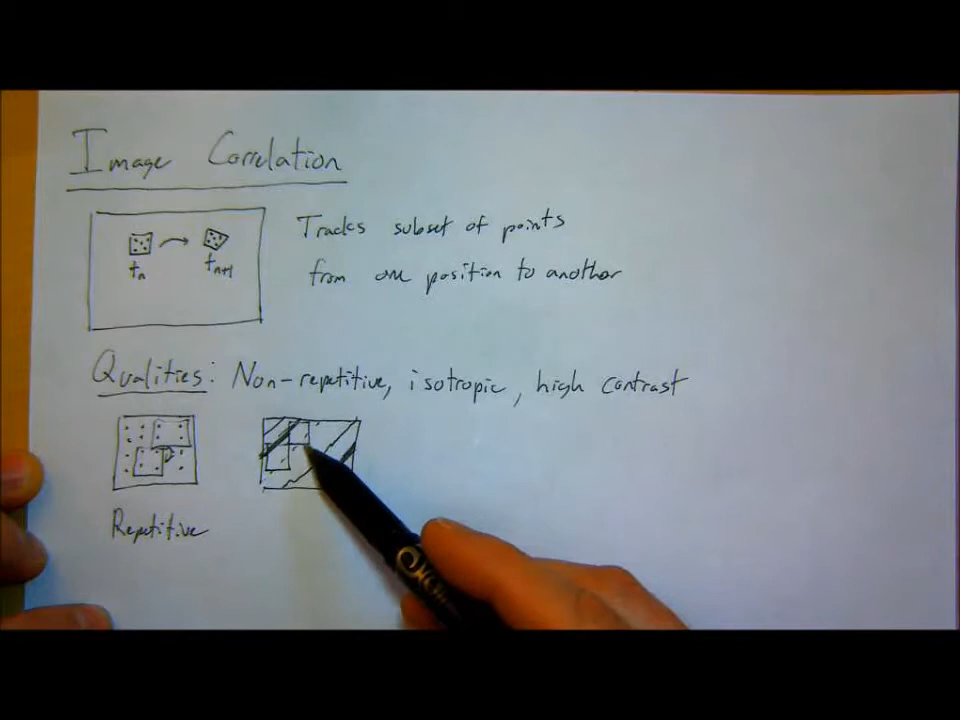 Image Correlation
tn
tn+1
Tracks subset of points
from one position to another
Qualities: Non-repetitive, isotropic, high contrast
Repetitive